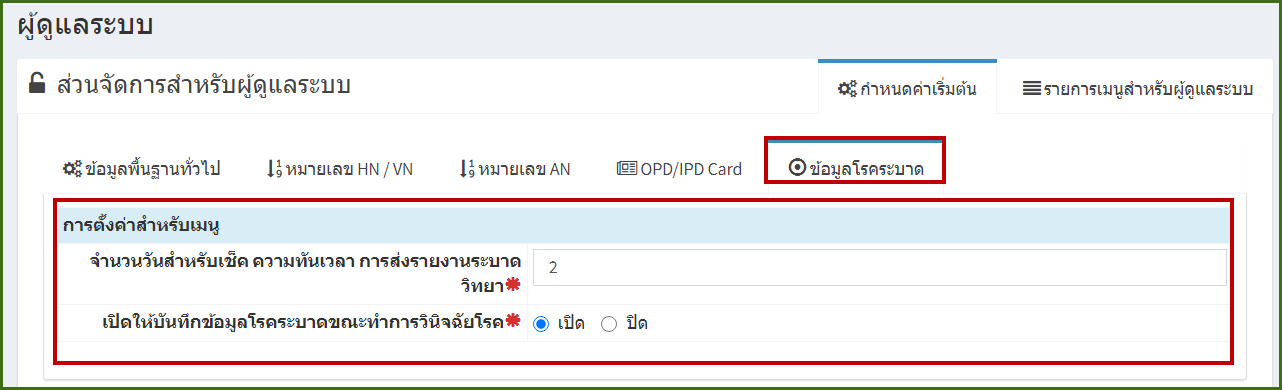 ผู้ดูแลระบบ
ส่วนจัดการสำหรับผู้ดูแลระบบ
กำหนดค่าเริ่มต้น
รายการเมนูสำหรับผู้ดูแลระบบ
ข้อมูลพื้นฐานทั่วไป
หมายเลข HN / VN
หมายเลข AN
OPD/IPD Card
ข้อมูลโรคระบาด
การตั้งค่าสำหรับเมนู
จำนวนวันสำหรับเช็ค ความทันเวลา การส่งรายงานระบาด
วิทยา
2
เปิดให้บันทึกข้อมูลโรคระบาดขณะทำการวินิจฉัยโรค
เปิด ปิด